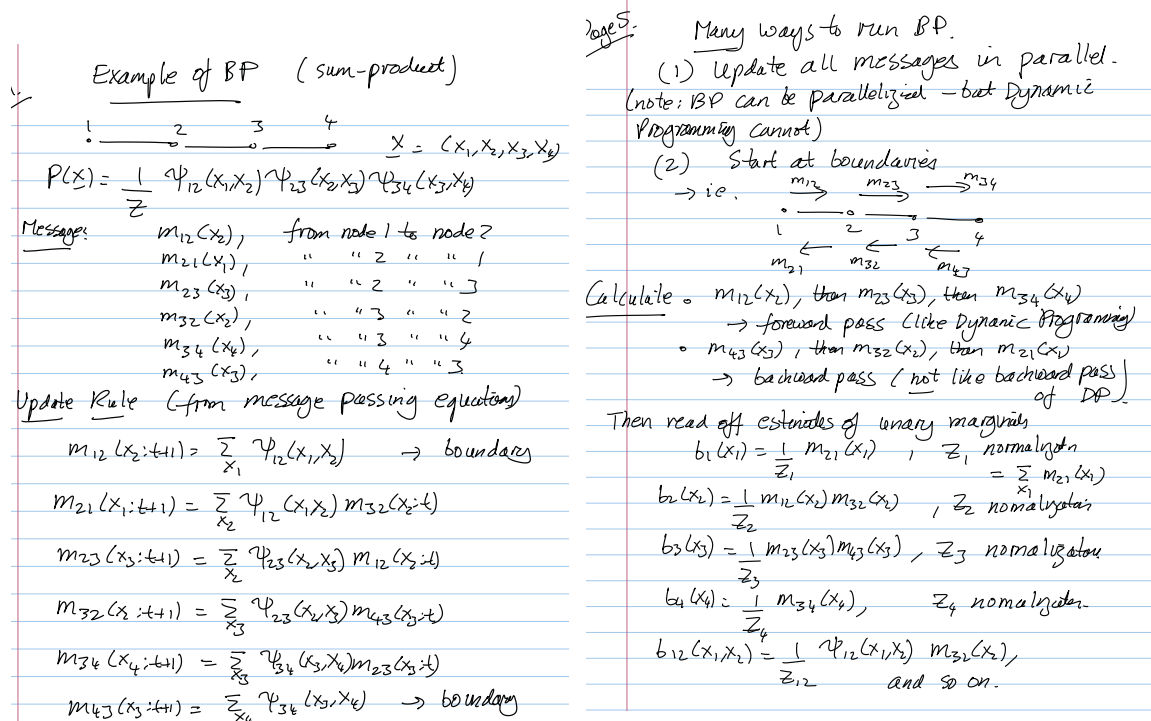 Example of BP (sum-product)
1 2 3 4
x = (x₁,x₂,x₃,x₄)
P(x) = 1/Z ψ₁₂(x₁,x₂) ψ₂₃(x₂,x₃) ψ₃₄(x₃,x₄)
Message: m₁₂(x₂), from node 1 to node 2
m₂₁(x₁), " " 2 " " 1
m₂₃(x₃), " " 2 " " 3
m₃₂(x₂), " " 3 " " 2
m₃₄(x₄), " " 3 " " 4
m₄₃(x₃), " " 4 " " 3
Update Rule (from message passing equations)
m₁₂(x₂:t+1) = Σ_x₁ ψ₁₂(x₁,x₂) → boundary
m₂₁(x₁:t+1) = Σ_x₂ ψ₁₂(x₁x₂) m₃₂(x₂:t)
m₂₃(x₃:t+1) = Σ_x₂ ψ₂₃(x₂,x₃) m₁₂(x₂:t)
m₃₂(x₂:t+1) = Σ_x₃ ψ₂₃(x₂,x₃) m₄₃(x₃:t)
m₃₄(x₄:t+1) = Σ_x₃ ψ₃₄(x₃,x₄) m₂₃(x₃:t)
m₄₃(x₃:t+1) = Σ_x₄ ψ₃₄(x₃,x₄) → boundary
Page 5.
Many ways to run BP.
(1) Update all messages in parallel.
(note: BP can be parallelized – but Dynamic
Programming cannot)
(2) Start at boundaries
→ ie. m₁₂ m₂₃ m₃₄
1 2 3 4
m₂₁ m₃₂ m₄₃
Calculate • m₁₂(x₂), then m₂₃(x₃), then m₃₄(x₄)
→ foreward pass (like Dynamic Programming)
• m₄₃(x₃), then m₃₂(x₂), then m₂₁(x₁)
→ backward pass (not like backward pass
of DP).
Then read off estimates of unary marginals
b₁(x₁) = 1/Z₁ m₂₁(x₁), Z₁ normalization
= Σ_x₁ m₂₁(x₁)
b₂(x₂) = 1/Z₂ m₁₂(x₂) m₃₂(x₂), Z₂ normalization
b₃(x₃) = 1/Z₃ m₂₃(x₃) m₄₃(x₃), Z₃ normalization
b₄(x₄) = 1/Z₄ m₃₄(x₄), Z₄ normalization.
b₁₂(x₁,x₂) = 1/Z₁₂ ψ₁₂(x₁,x₂) m₃₂(x₂),
and so on.